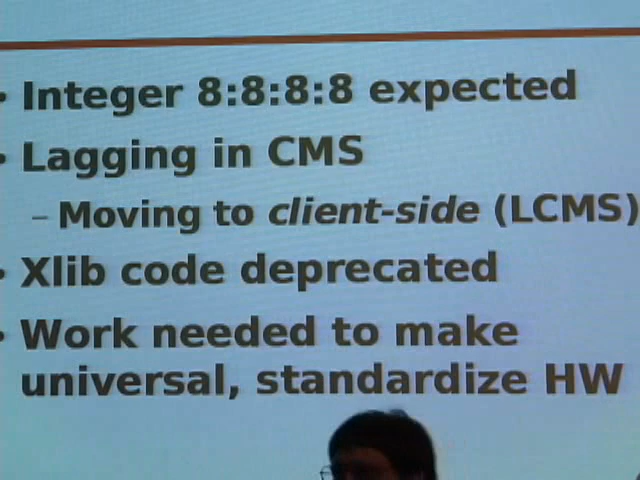 • Integer 8:8:8:8 expected
• Lagging in CMS
– Moving to client-side (LCMS)
• Xlib code deprecated
• Work needed to make
universal, standardize HW